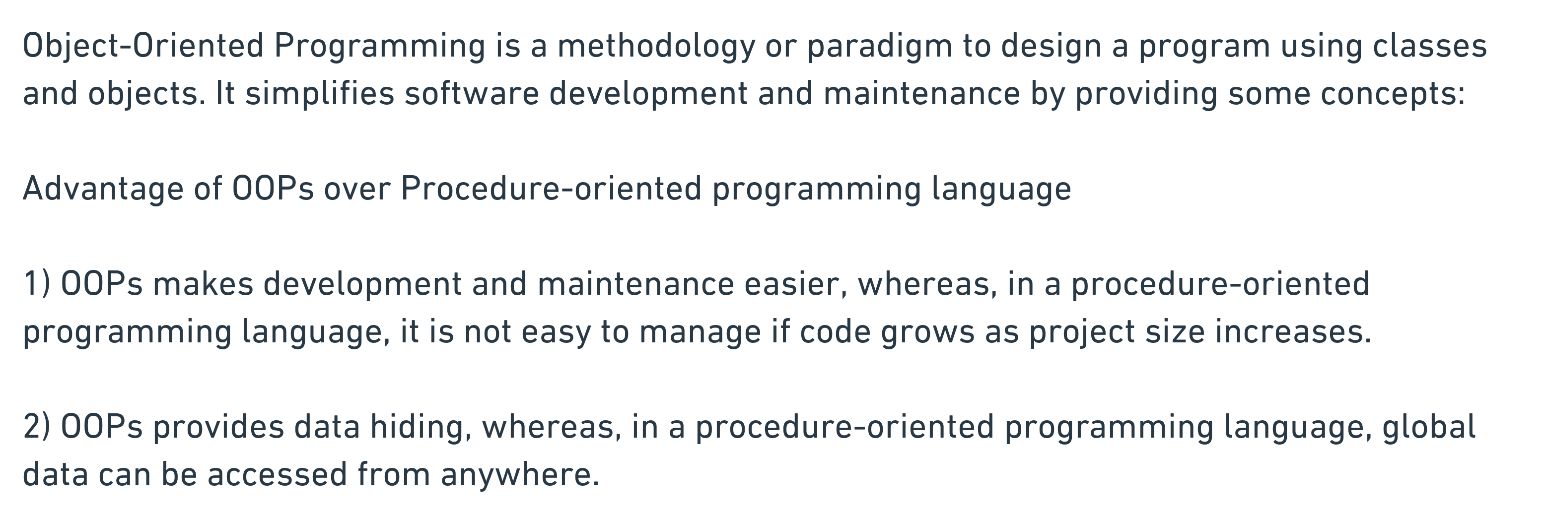 Object-Oriented Programming is a methodology or paradigm to design a program using classes
and objects. It simplifies software development and maintenance by providing some concepts:
Advantage of OOPs over Procedure-oriented programming language
1) OOPs makes development and maintenance easier, whereas, in a procedure-oriented
programming language, it is not easy to manage if code grows as project size increases.
2) OOPs provides data hiding, whereas, in a procedure-oriented programming language, global
data can be accessed from anywhere.